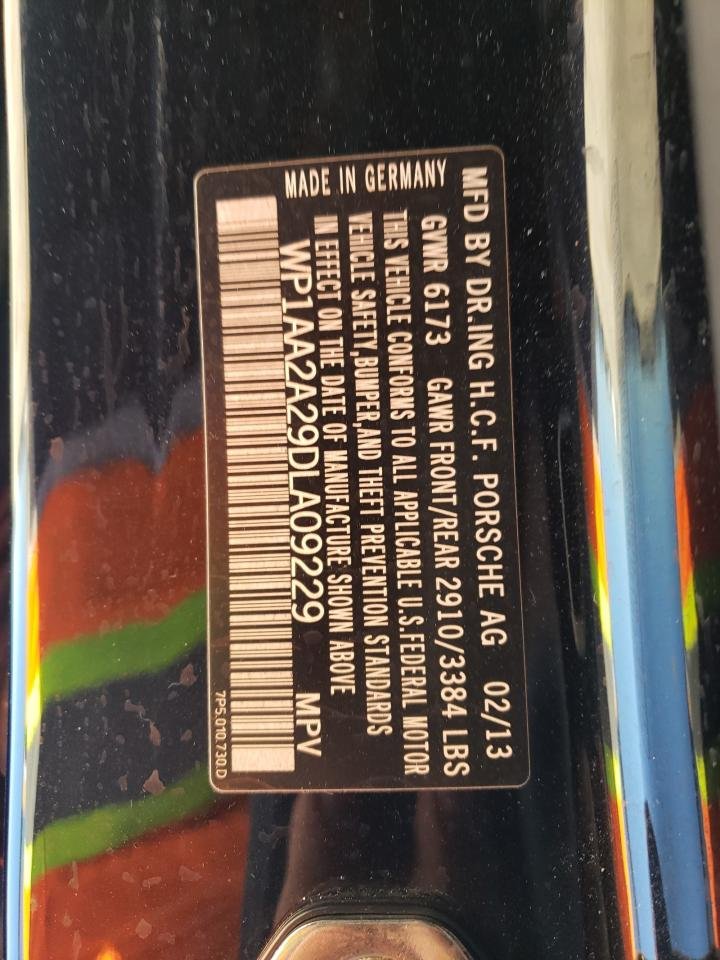 MFD BY DR.ING H.C.F. PORSCHE AG 02/13
GVWR 6173 GAWR FRONT/REAR 2910/3384 LBS
THIS VEHICLE CONFORMS TO ALL APPLICABLE U.S.FEDERAL MOTOR
VEHICLE SAFETY,BUMPER,AND THEFT PREVENTION STANDARDS
IN EFFECT ON THE DATE OF MANUFACTURE SHOWN ABOVE
WP1AA2A29DLA09229 MPV
MADE IN GERMANY
7P5.010.730.D